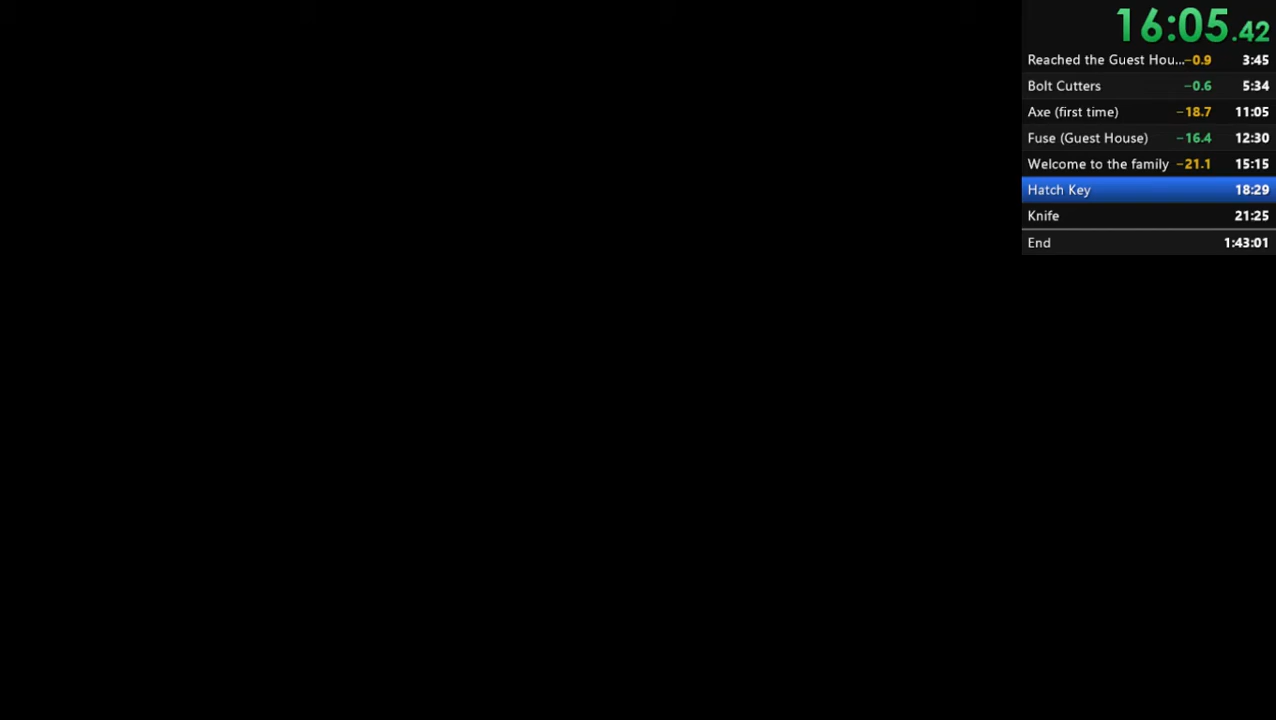 16:05.42
Reached the Guest Hou... −0.9 3:45
Bolt Cutters −0.6 5:34
Axe (first time) −18.7 11:05
Fuse (Guest House) −16.4 12:30
Welcome to the family −21.1 15:15
Hatch Key 18:29
Knife 21:25
End 1:43:01